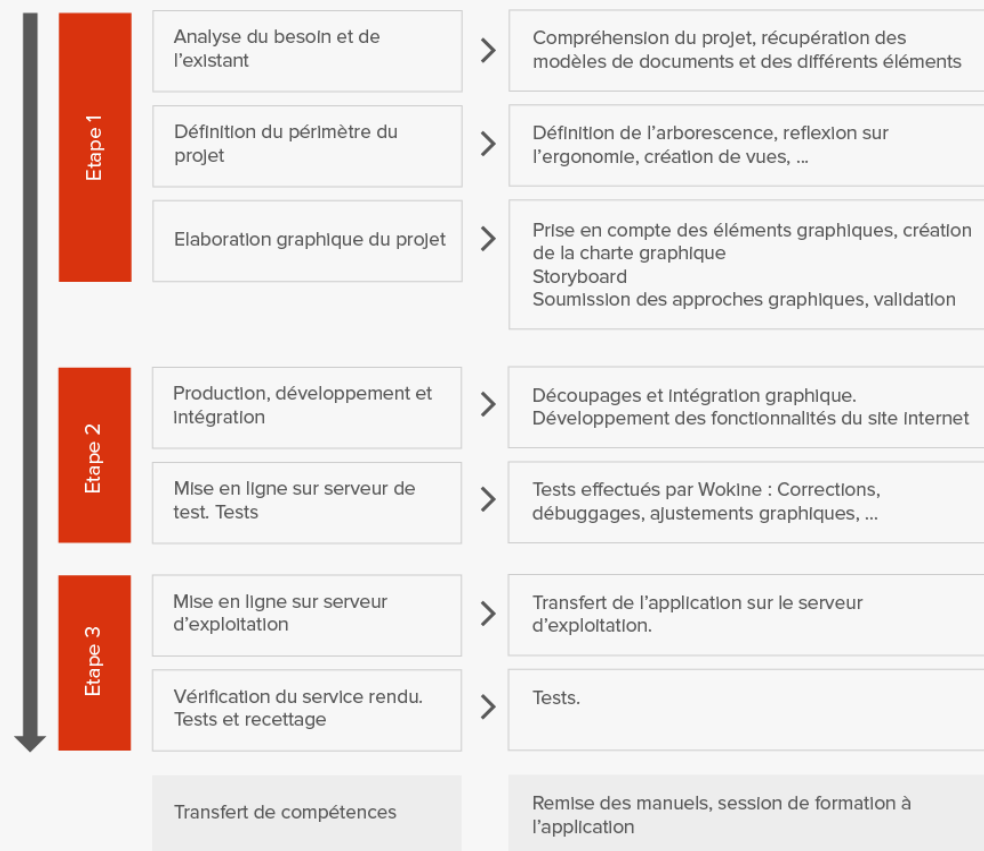 Etape 1
Analyse du besoin et de
l'existant
Compréhension du projet, récupération des
modèles de documents et des différents éléments
Définition du périmètre du
projet
Définition de l'arborescence, reflexion sur
l'ergonomie, création de vues, ...
Elaboration graphique du projet
Prise en compte des éléments graphiques, création
de la charte graphique
Storyboard
Soumission des approches graphiques, validation
Etape 2
Production, développement et
intégration
Découpages et intégration graphique.
Développement des fonctionnalités du site internet
Mise en ligne sur serveur de
test. Tests
Tests effectués par Wokine : Corrections,
débuggages, ajustements graphiques, ...
Etape 3
Mise en ligne sur serveur
d'exploitation
Transfert de l'application sur le serveur
d'exploitation.
Vérification du service rendu.
Tests et recettage
Tests.
Transfert de compétences
Remise des manuels, session de formation à
l'application